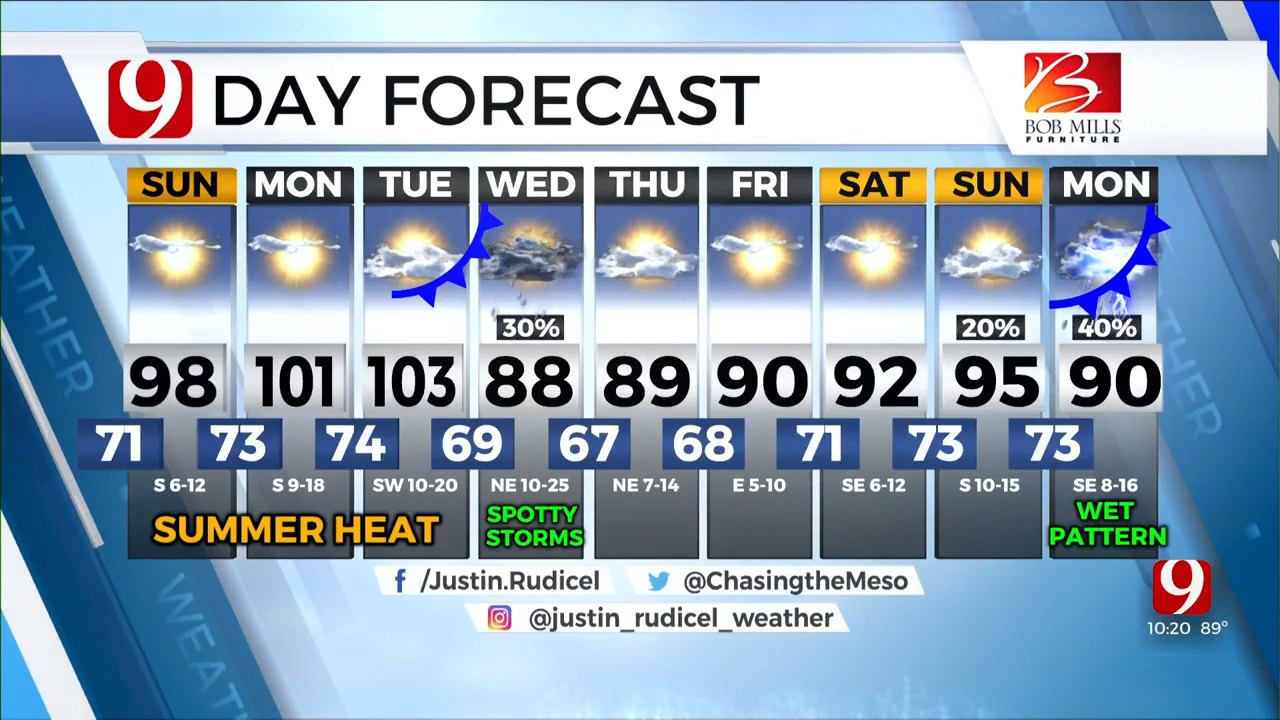 9 DAY FORECAST
B
BOB MILLS
FURNITURE
SUN MON TUE WED THU FRI SAT SUN MON
30% 20% 40%
98 101 103 88 89 90 92 95 90
71 73 74 69 67 68 71 73 73
S 6-12 S 9-18 SW 10-20 NE 10-25 NE 7-14 E 5-10 SE 6-12 S 10-15 SE 8-16
SUMMER HEAT
SPOTTY
STORMS
WET
PATTERN
f /Justin.Rudicel @ChasingtheMeso
@justin_rudicel_weather
9
10:20 89°
WEATHER
WEATHER
WEATHER